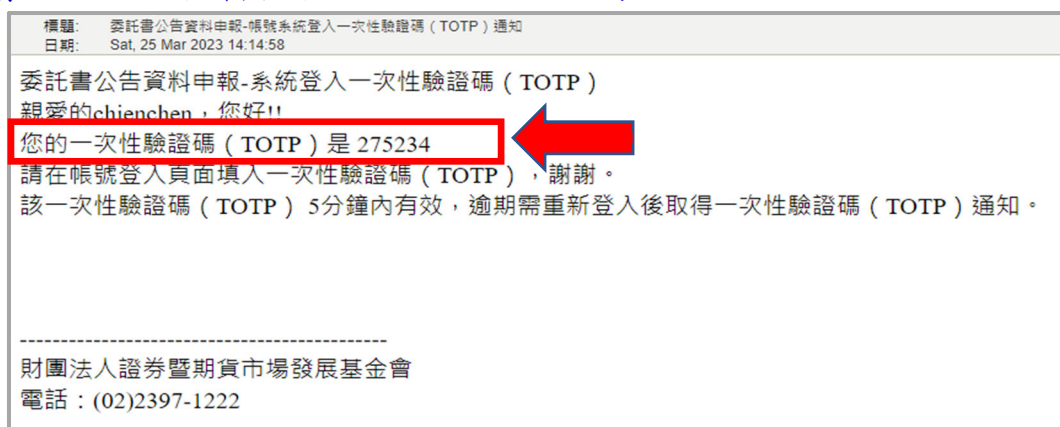 標題: 委託書公告資料申報-帳號系統登入一次性驗證碼（TOTP）通知
日期: Sat, 25 Mar 2023 14:14:58
委託書公告資料申報-系統登入一次性驗證碼（TOTP）
親愛的chienchen，您好!!
您的一次性驗證碼（TOTP）是 275234
請在帳號登入頁面填入一次性驗證碼（TOTP），謝謝。
該一次性驗證碼（TOTP） 5分鐘內有效，逾期需重新登入後取得一次性驗證碼（TOTP）通知。
---------------------------------------------
財團法人證券暨期貨市場發展基金會
電話：(02)2397-1222